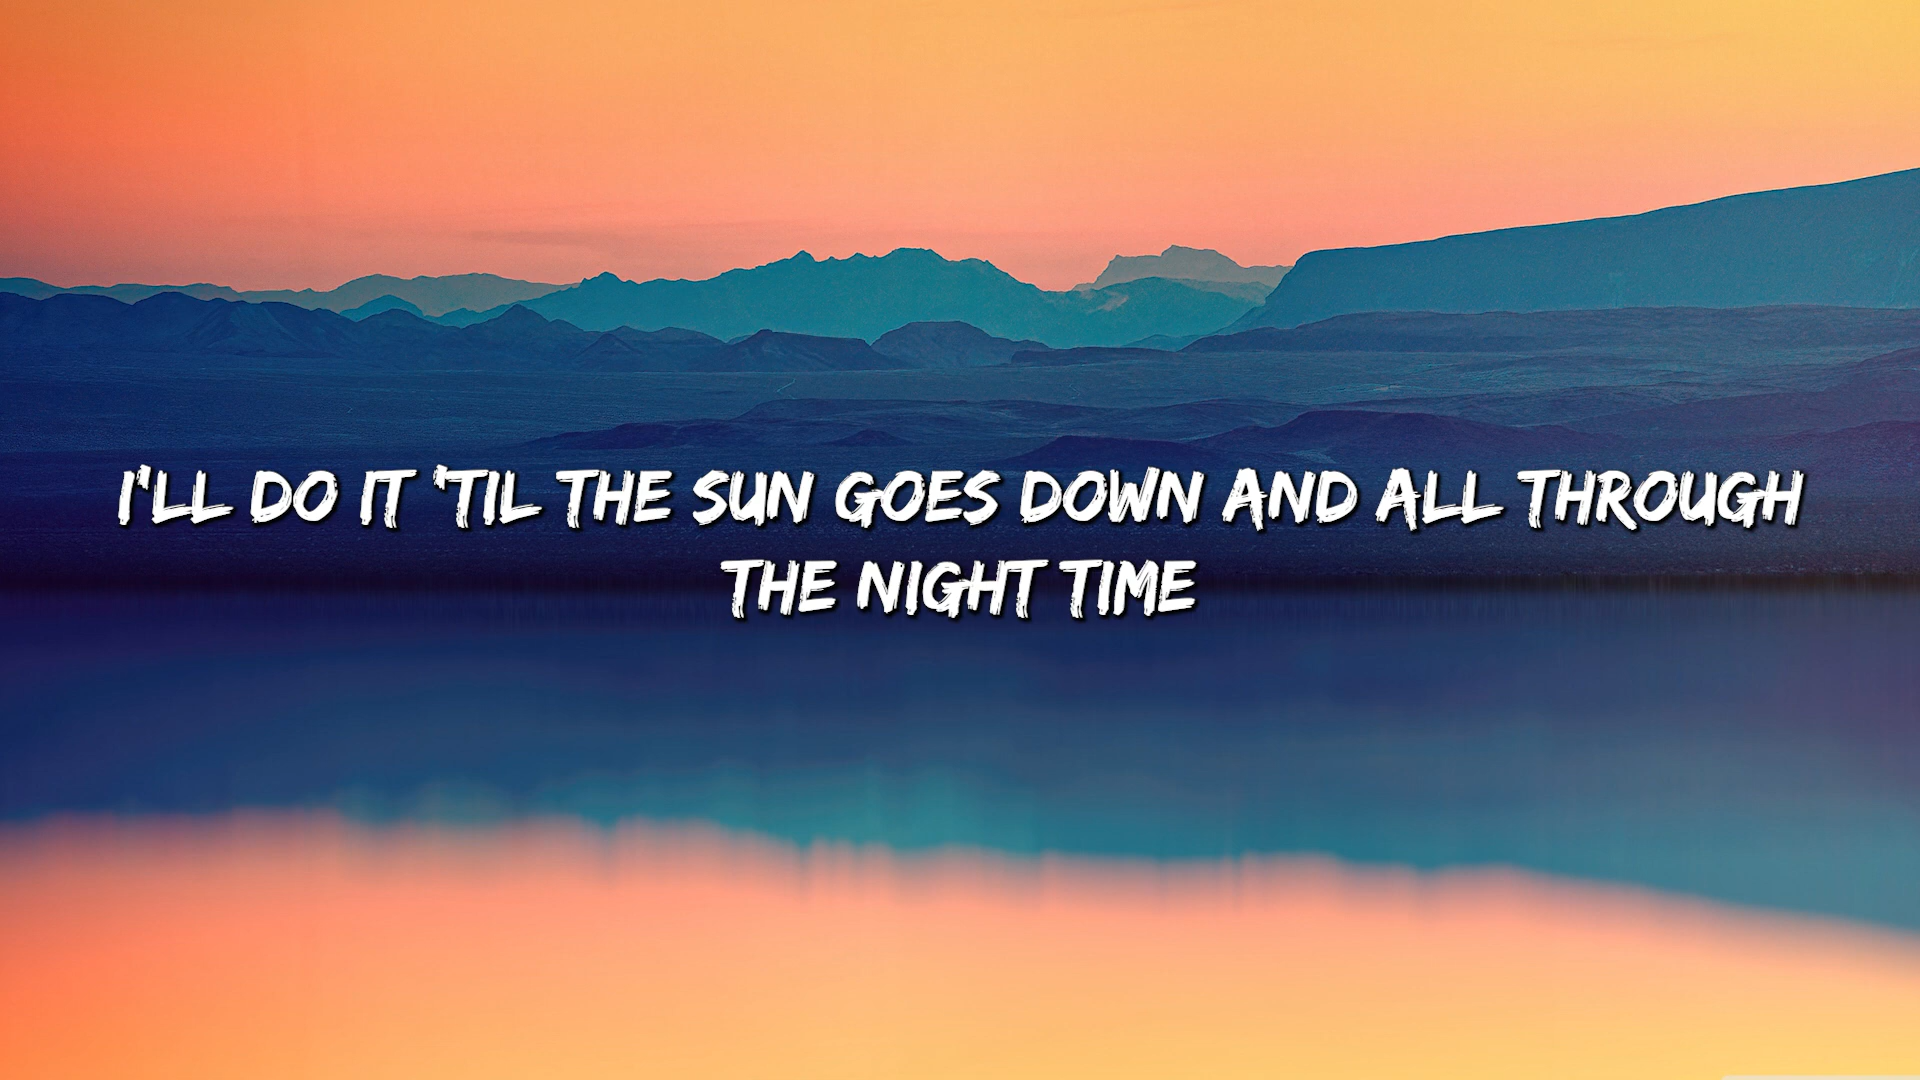 I'LL DO IT 'TIL THE SUN GOES DOWN AND ALL THROUGH
THE NIGHT TIME